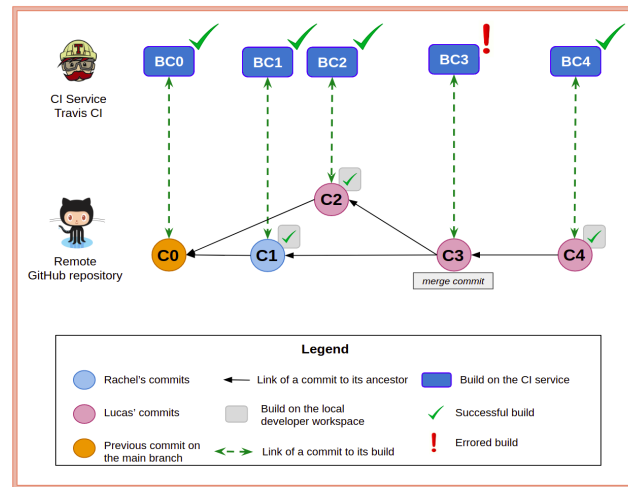 BC0
BC1
BC2
BC3
BC4
CI Service
Travis CI
C2
C0
C1
C3
C4
Remote
GitHub repository
merge commit
Legend
Rachel's commits
Link of a commit to its ancestor
Build on the CI service
Lucas' commits
Build on the local
developer workspace
Successful build
Previous commit on
the main branch
Link of a commit to its build
Errored build